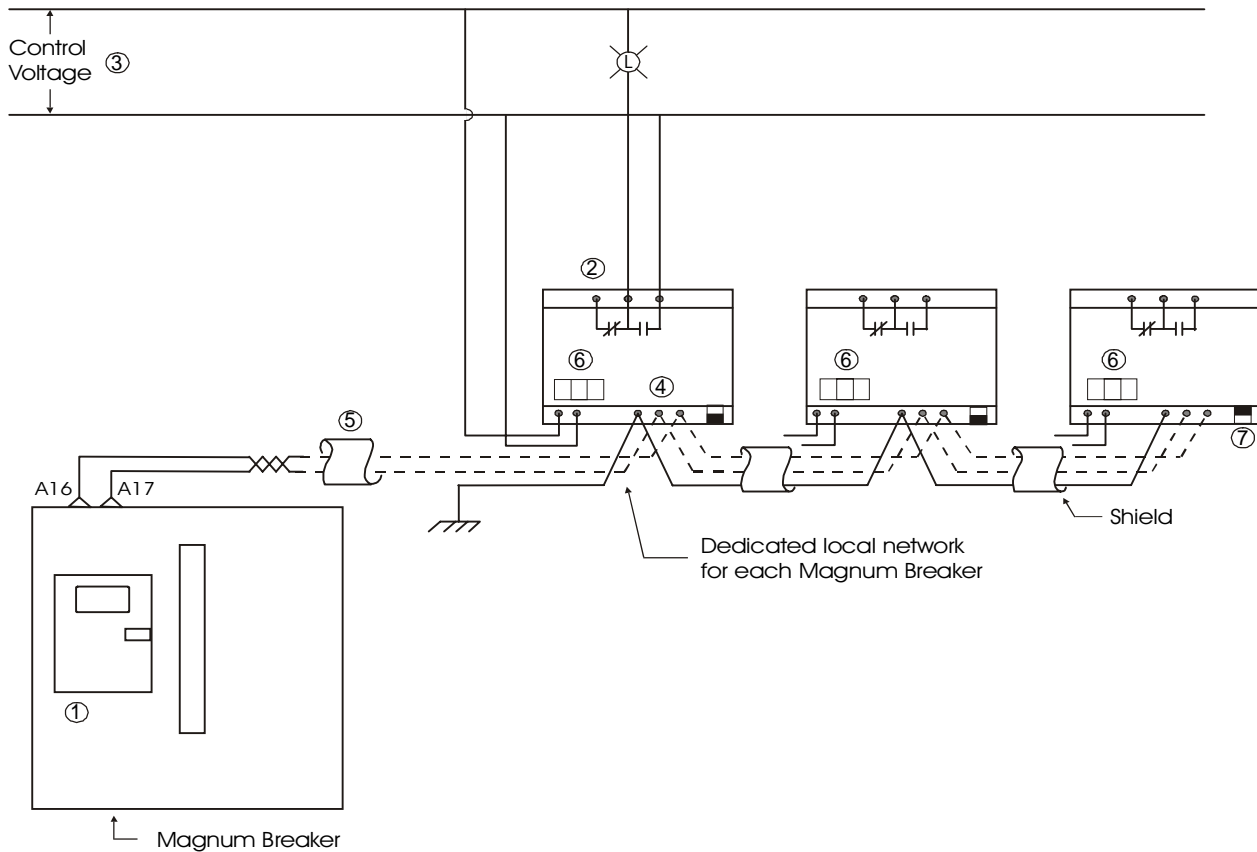 Control
Voltage ③
L
②
⑥
④
⑥
⑥
⑦
⑤
A16
A17
Shield
Dedicated local network
for each Magnum Breaker
①
Magnum Breaker